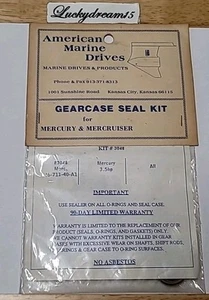 Luckydream15
American
Marine
Drives
MARINE DRIVES & PRODUCTS
Phone & Fax 913-371-8213
1001 Sunshine Road Kansas City, Kansas 66115
GEARCASE SEAL KIT
for
MERCURY & MERCRUISER
KIT # 2048
Mercury
7.5hp
All
IMPORTANT
USE SEALER ON ALL O-RINGS AND SEAL CASE.
90-DAY LIMITED WARRANTY
WARRANTY IS LIMITED TO THE REPLACEMENT OF OUR
PRODUCT (SEALS, O-RINGS, AND GASKETS) ONLY.
WE CANNOT WARRANTY KITS INSTALLED IN GEAR
CASES WITH EXCESSIVE WEAR ON SHAFTS, SHIFT RODS,
BEARINGS & GEAR CASE TO O-RING SURFACES.
NO ASBESTOS